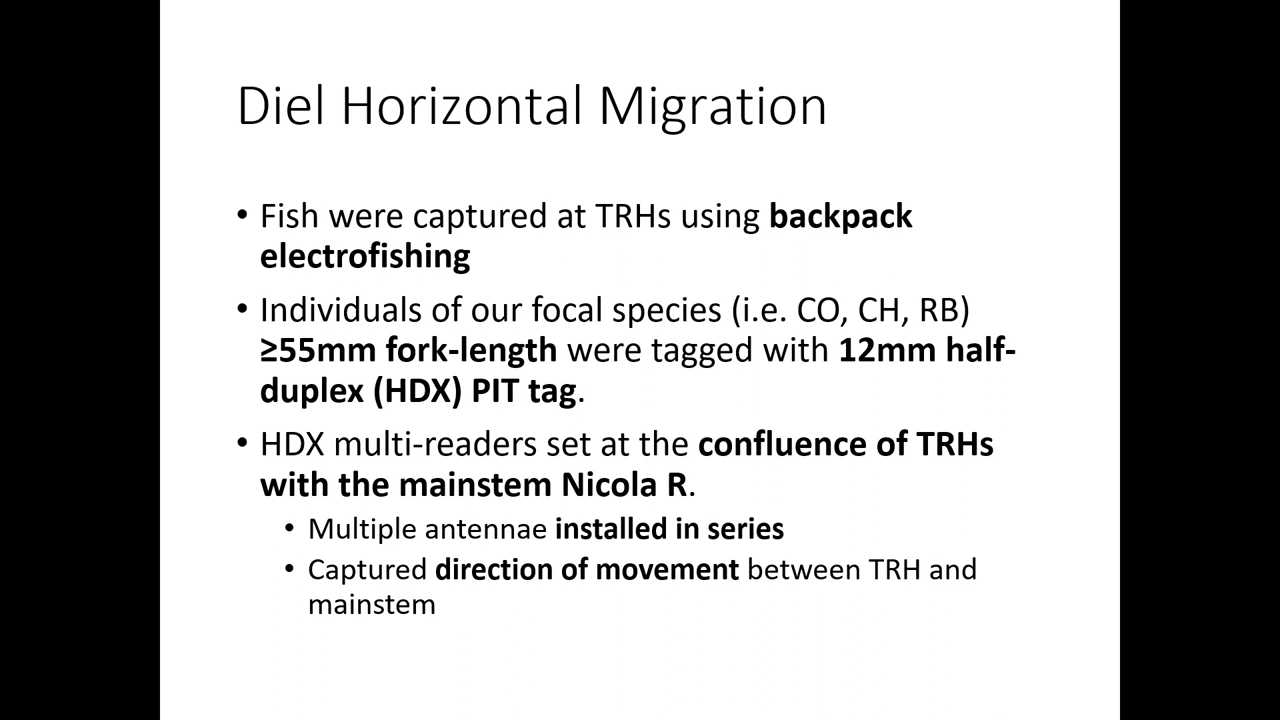 Diel Horizontal Migration
• Fish were captured at TRHs using backpack
electrofishing
• Individuals of our focal species (i.e. CO, CH, RB)
≥55mm fork-length were tagged with 12mm half-
duplex (HDX) PIT tag.
• HDX multi-readers set at the confluence of TRHs
with the mainstem Nicola R.
• Multiple antennae installed in series
• Captured direction of movement between TRH and
mainstem